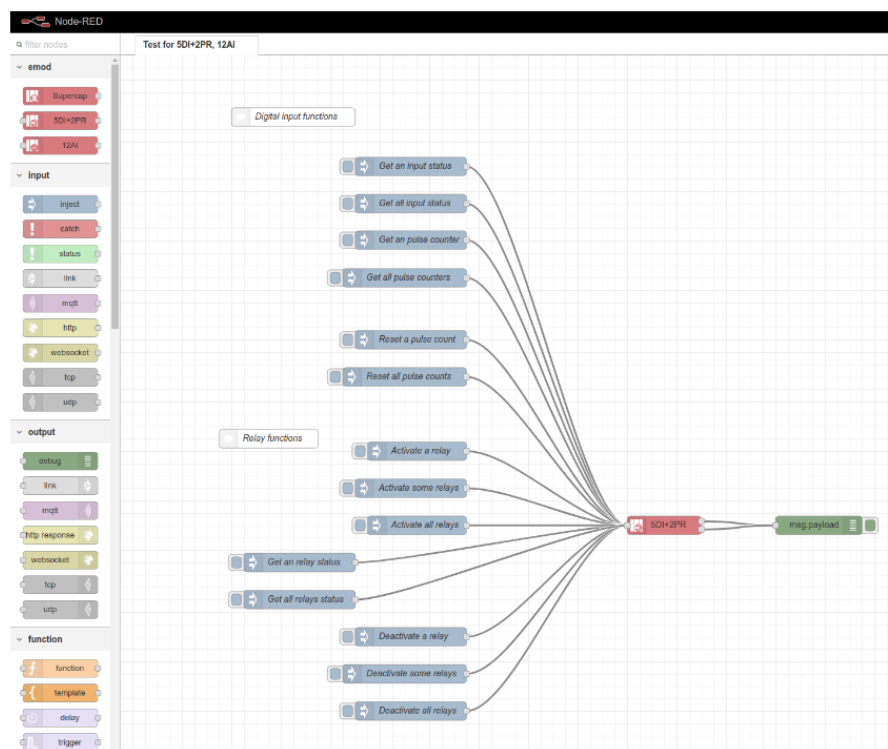 Node-RED
filter nodes
Test for 5DI+2PR, 12AI
emod
Supercap
5DI+2PR
12AI
input
inject
catch
status
link
mqtt
http
websocket
tcp
udp
output
debug
link
mqtt
http response
websocket
tcp
udp
function
function
template
delay
trigger
Digital input functions
Get an input status
Get all input status
Get an pulse counter
Get all pulse counters
Reset a pulse count
Reset all pulse counts
Relay functions
Activate a relay
Activate some relays
Activate all relays
Get an relay status
Get all relays status
Deactivate a relay
Deactivate some relays
Deactivate all relays
5DI+2PR
msg.payload